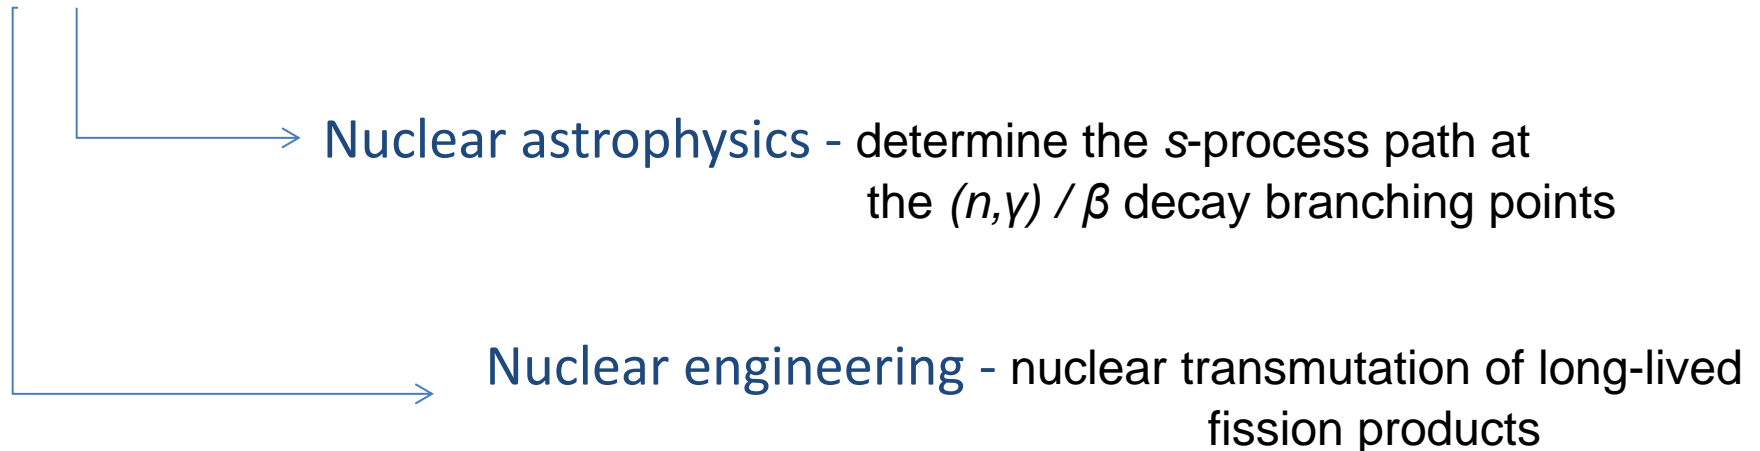 Nuclear astrophysics - determine the s-process path at
the (n,γ) / β decay branching points
Nuclear engineering - nuclear transmutation of long-lived
fission products